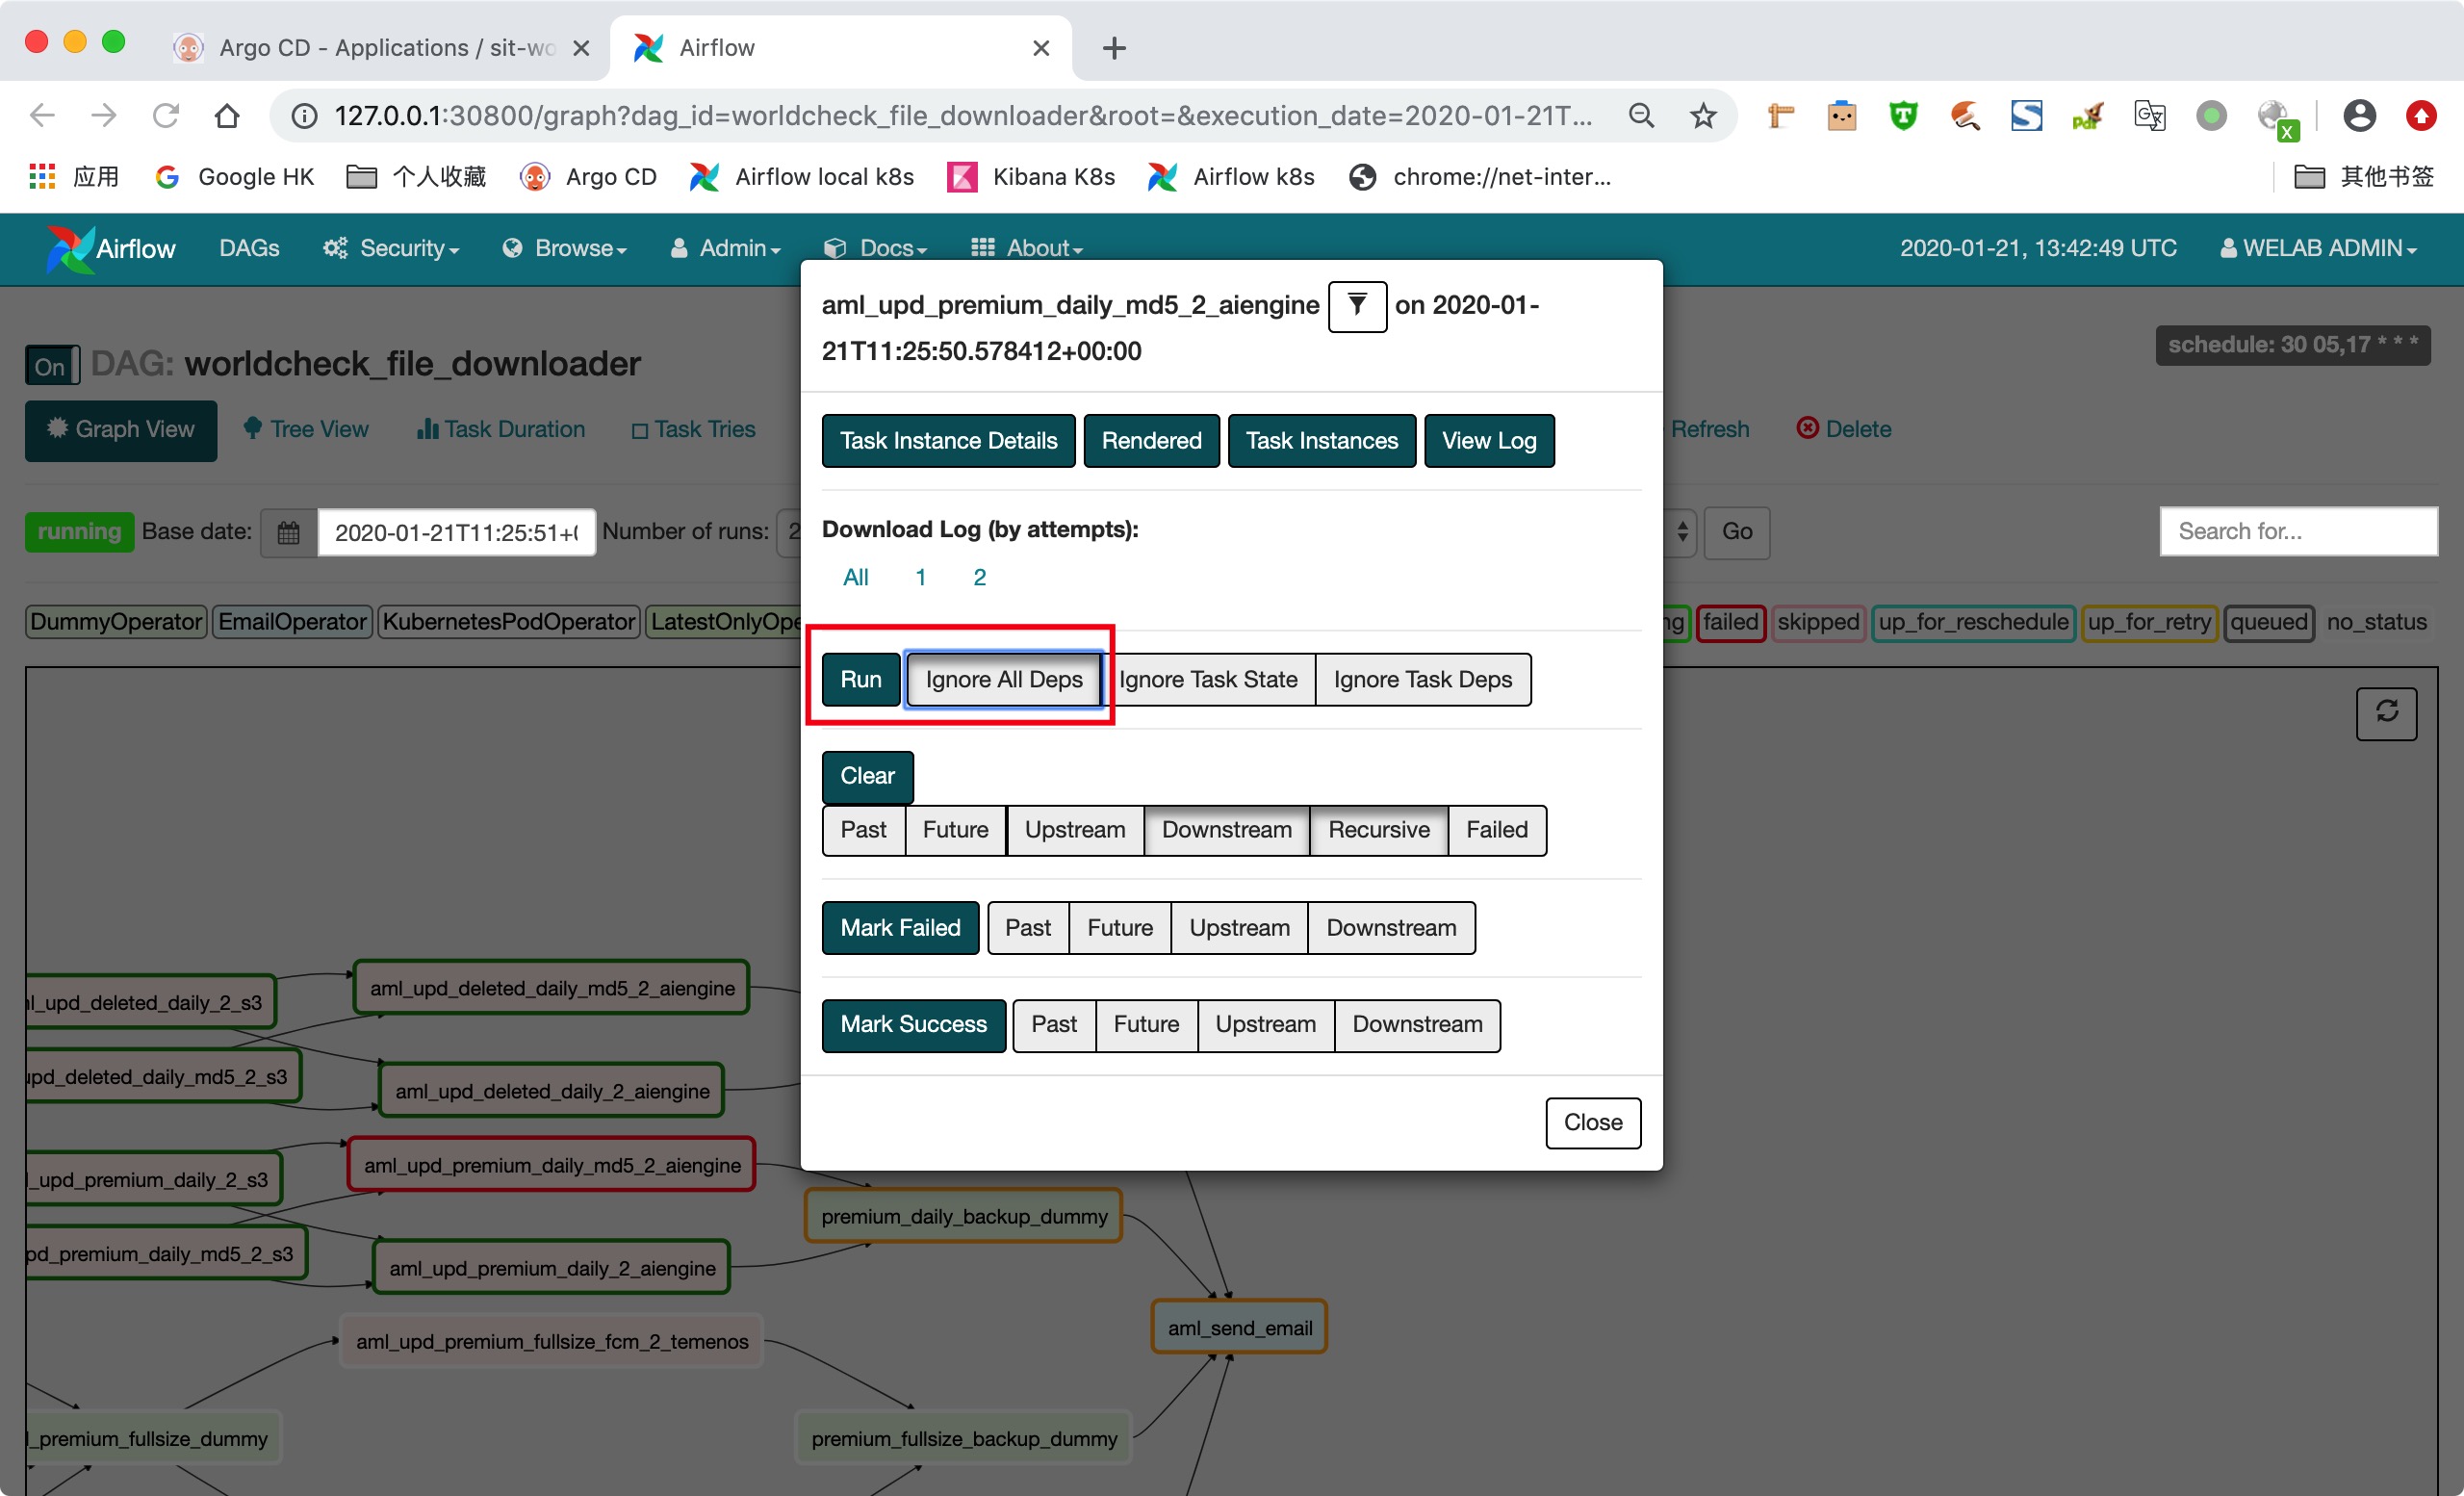 Argo CD - Applications / sit-wo
Airflow
127.0.0.1:30800/graph?dag_id=worldcheck_file_downloader&root=&execution_date=2020-01-21T...
应用
Google HK
个人收藏
Argo CD
Airflow local k8s
Kibana K8s
Airflow k8s
chrome://net-inter...
其他书签
Airflow
DAGs
Security
Browse
Admin
Docs
About
2020-01-21, 13:42:49 UTC
WELAB ADMIN
aml_upd_premium_daily_md5_2_aiengine on 2020-01-
21T11:25:50.578412+00:00
On DAG: worldcheck_file_downloader
schedule: 30 05,17 * * *
Graph View
Tree View
Task Duration
Task Tries
Refresh
Delete
Task Instance Details
Rendered
Task Instances
View Log
running Base date: 2020-01-21T11:25:51+( Number of runs: 2
Go
Search for...
Download Log (by attempts):
All 1 2
DummyOperator EmailOperator KubernetesPodOperator LatestOnlyOpe
ng failed skipped up_for_reschedule up_for_retry queued no_status
Run Ignore All Deps Ignore Task State Ignore Task Deps
Clear
Past Future Upstream Downstream Recursive Failed
Mark Failed Past Future Upstream Downstream
Mark Success Past Future Upstream Downstream
Close
l_upd_deleted_daily_2_s3
aml_upd_deleted_daily_md5_2_aiengine
upd_deleted_daily_md5_2_s3
aml_upd_deleted_daily_2_aiengine
l_upd_premium_daily_2_s3
aml_upd_premium_daily_md5_2_aiengine
premium_daily_backup_dummy
pd_premium_daily_md5_2_s3
aml_upd_premium_daily_2_aiengine
aml_upd_premium_fullsize_fcm_2_temenos
aml_send_email
l_premium_fullsize_dummy
premium_fullsize_backup_dummy